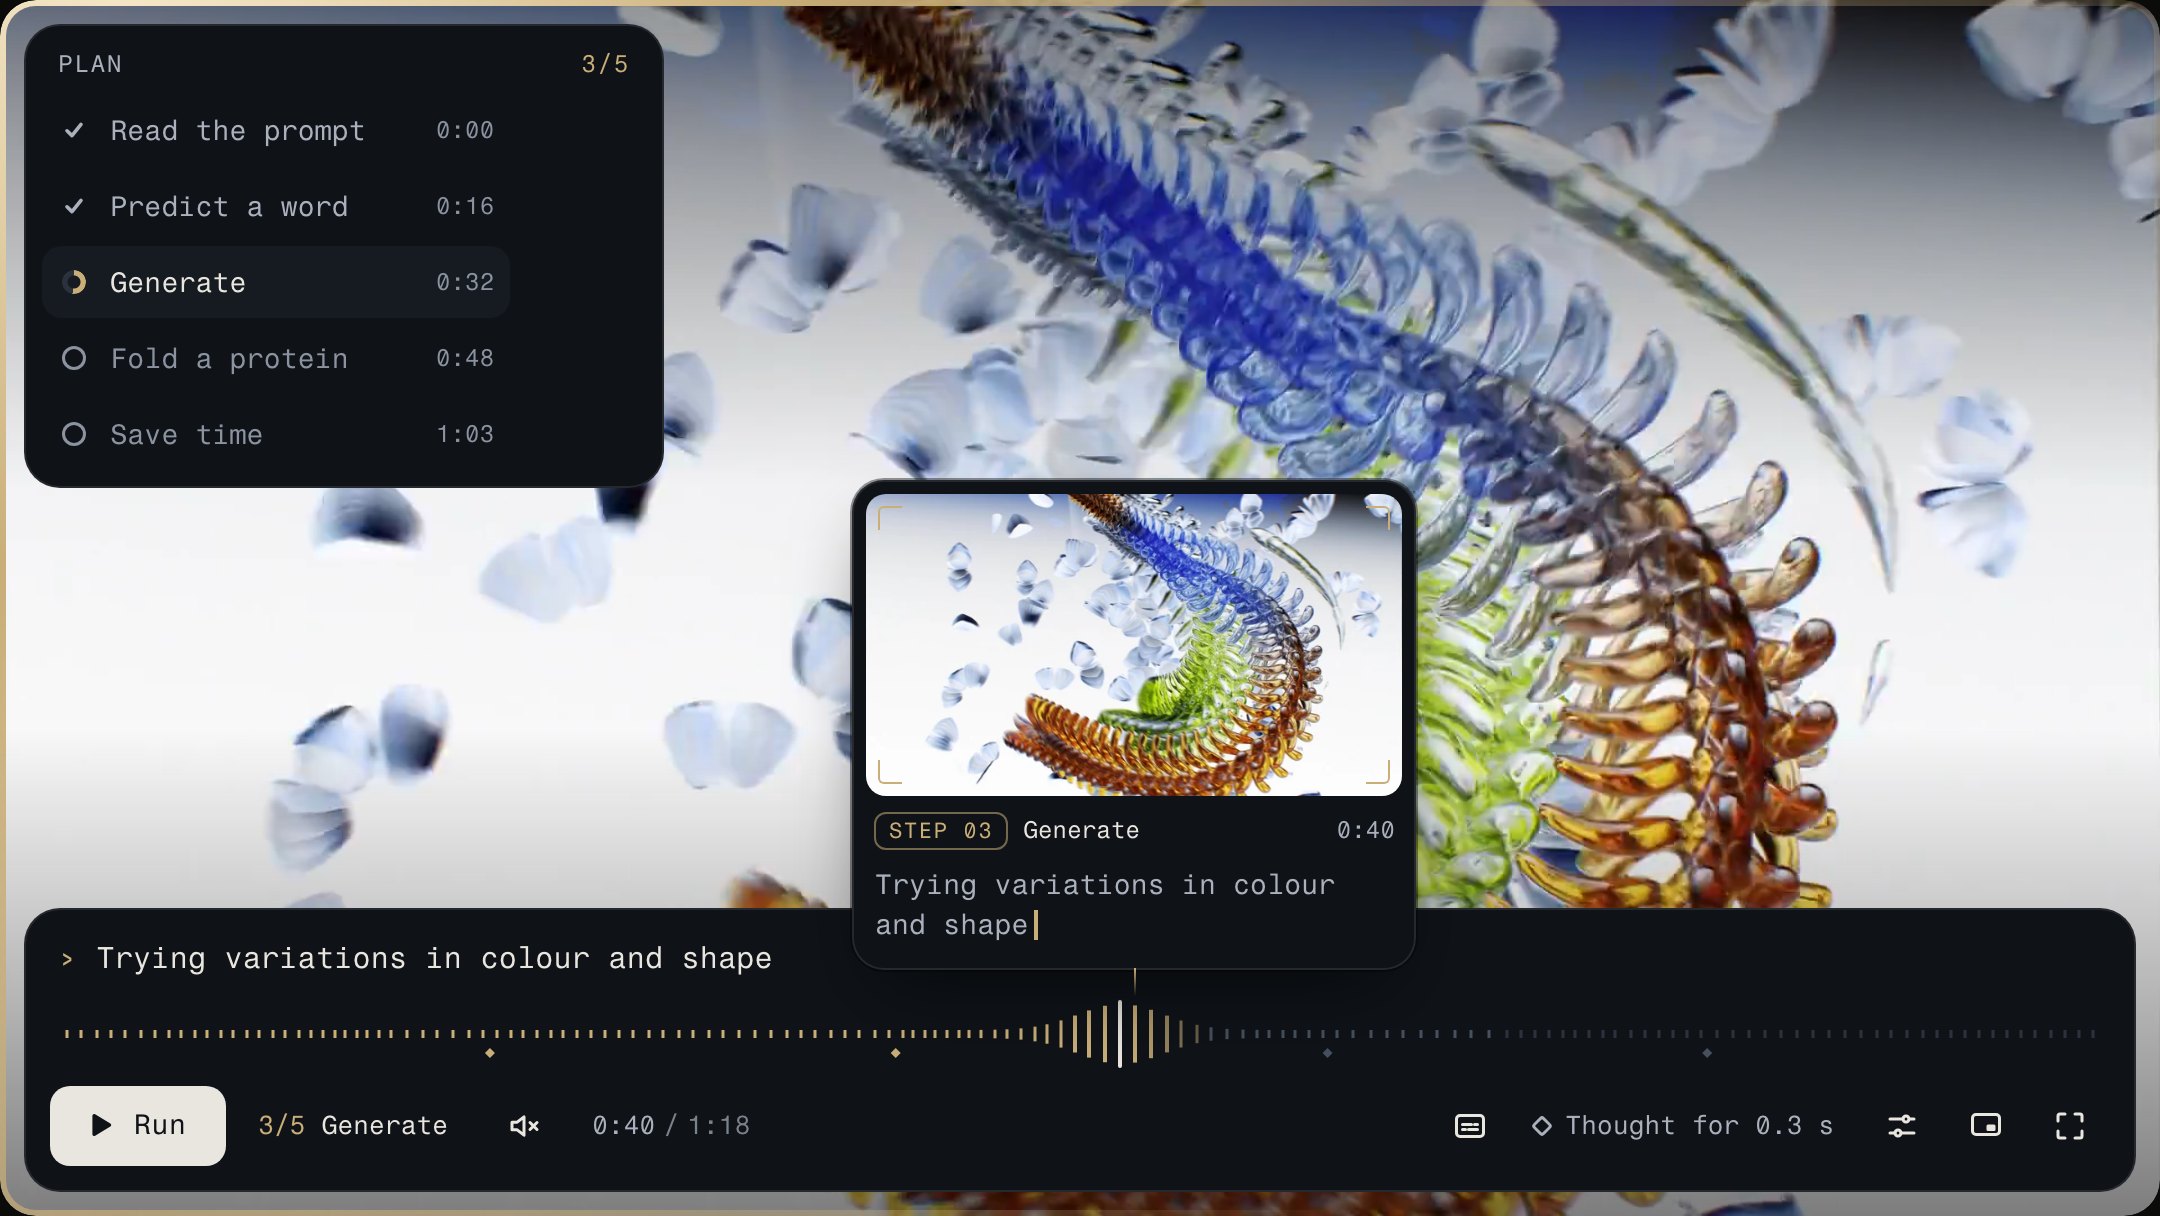 PLAN 3/5
Read the prompt 0:00
Predict a word 0:16
Generate 0:32
Fold a protein 0:48
Save time 1:03
STEP 03 Generate 0:40
Trying variations in colour
and shape
> Trying variations in colour and shape
Run 3/5 Generate 0:40 / 1:18 Thought for 0.3 s